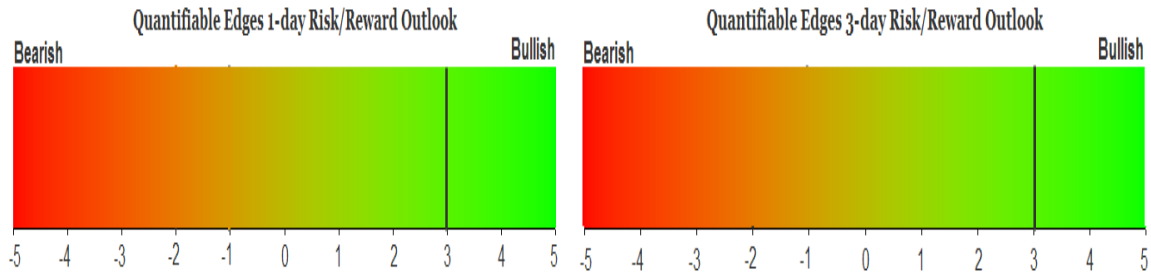 Quantifiable Edges 1-day Risk/Reward Outlook
Bearish Bullish
-5 -4 -3 -2 -1 0 1 2 3 4 5
Quantifiable Edges 3-day Risk/Reward Outlook
Bearish Bullish
-5 -4 -3 -2 -1 0 1 2 3 4 5